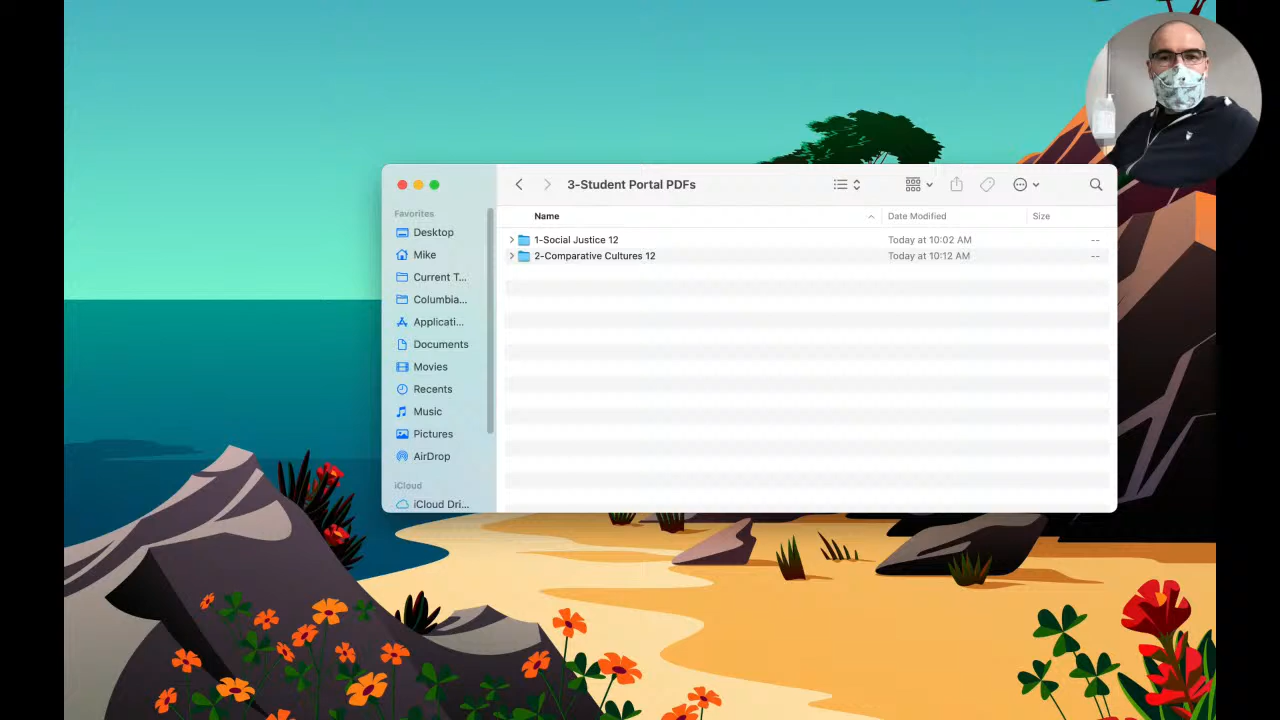 3-Student Portal PDFs
Favorites
Desktop
Mike
Current T...
Columbia...
Applicati...
Documents
Movies
Recents
Music
Pictures
AirDrop
iCloud
iCloud Dri...
Name Date Modified Size
1-Social Justice 12 Today at 10:02 AM --
2-Comparative Cultures 12 Today at 10:12 AM --